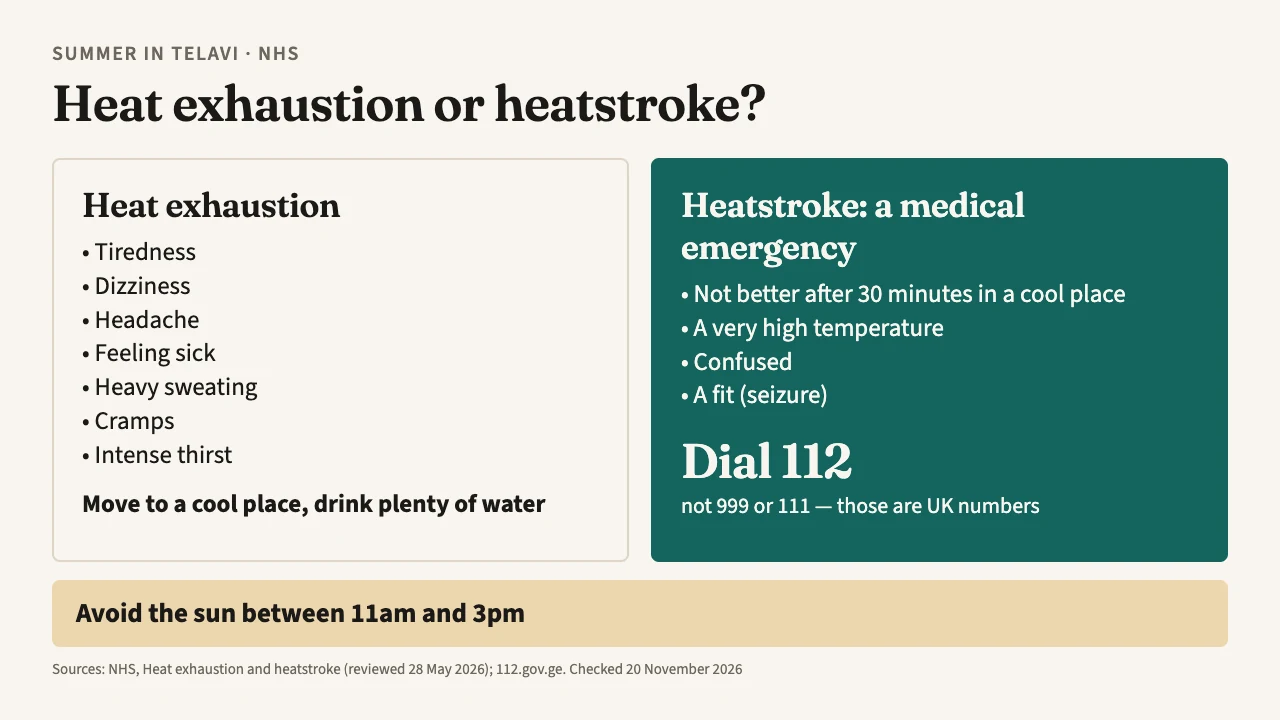 SUMMER IN TELAVI · NHS
Heat exhaustion or heatstroke?
Heat exhaustion
• Tiredness
• Dizziness
• Headache
• Feeling sick
• Heavy sweating
• Cramps
• Intense thirst
Move to a cool place, drink plenty of water
Heatstroke: a medical
emergency
• Not better after 30 minutes in a cool place
• A very high temperature
• Confused
• A fit (seizure)
Dial 112
not 999 or 111 — those are UK numbers
Avoid the sun between 11am and 3pm
Sources: NHS, Heat exhaustion and heatstroke (reviewed 28 May 2026); 112.gov.ge. Checked 20 November 2026